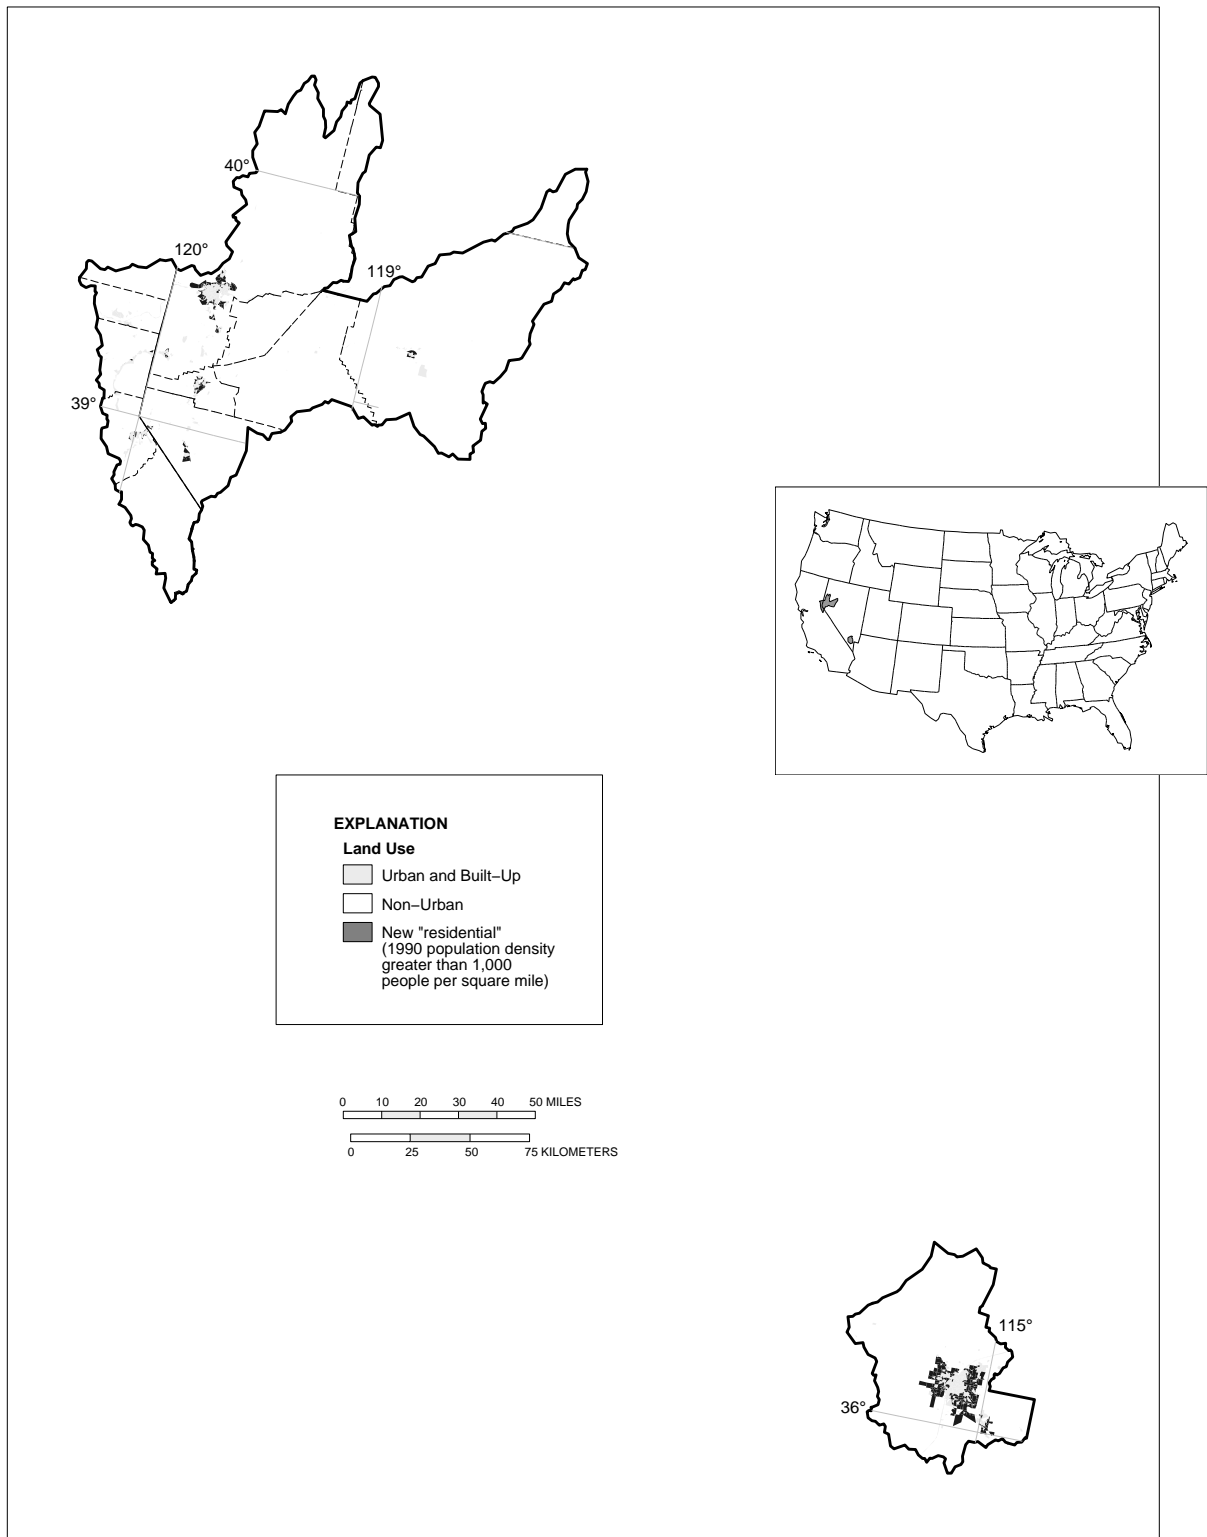 40°
120°
119°
39°
EXPLANATION
Land Use
Urban and Built–Up
Non–Urban
New "residential"
(1990 population density
greater than 1,000
people per square mile)
0 10 20 30 40 50 MILES
0 25 50 75 KILOMETERS
115°
36°